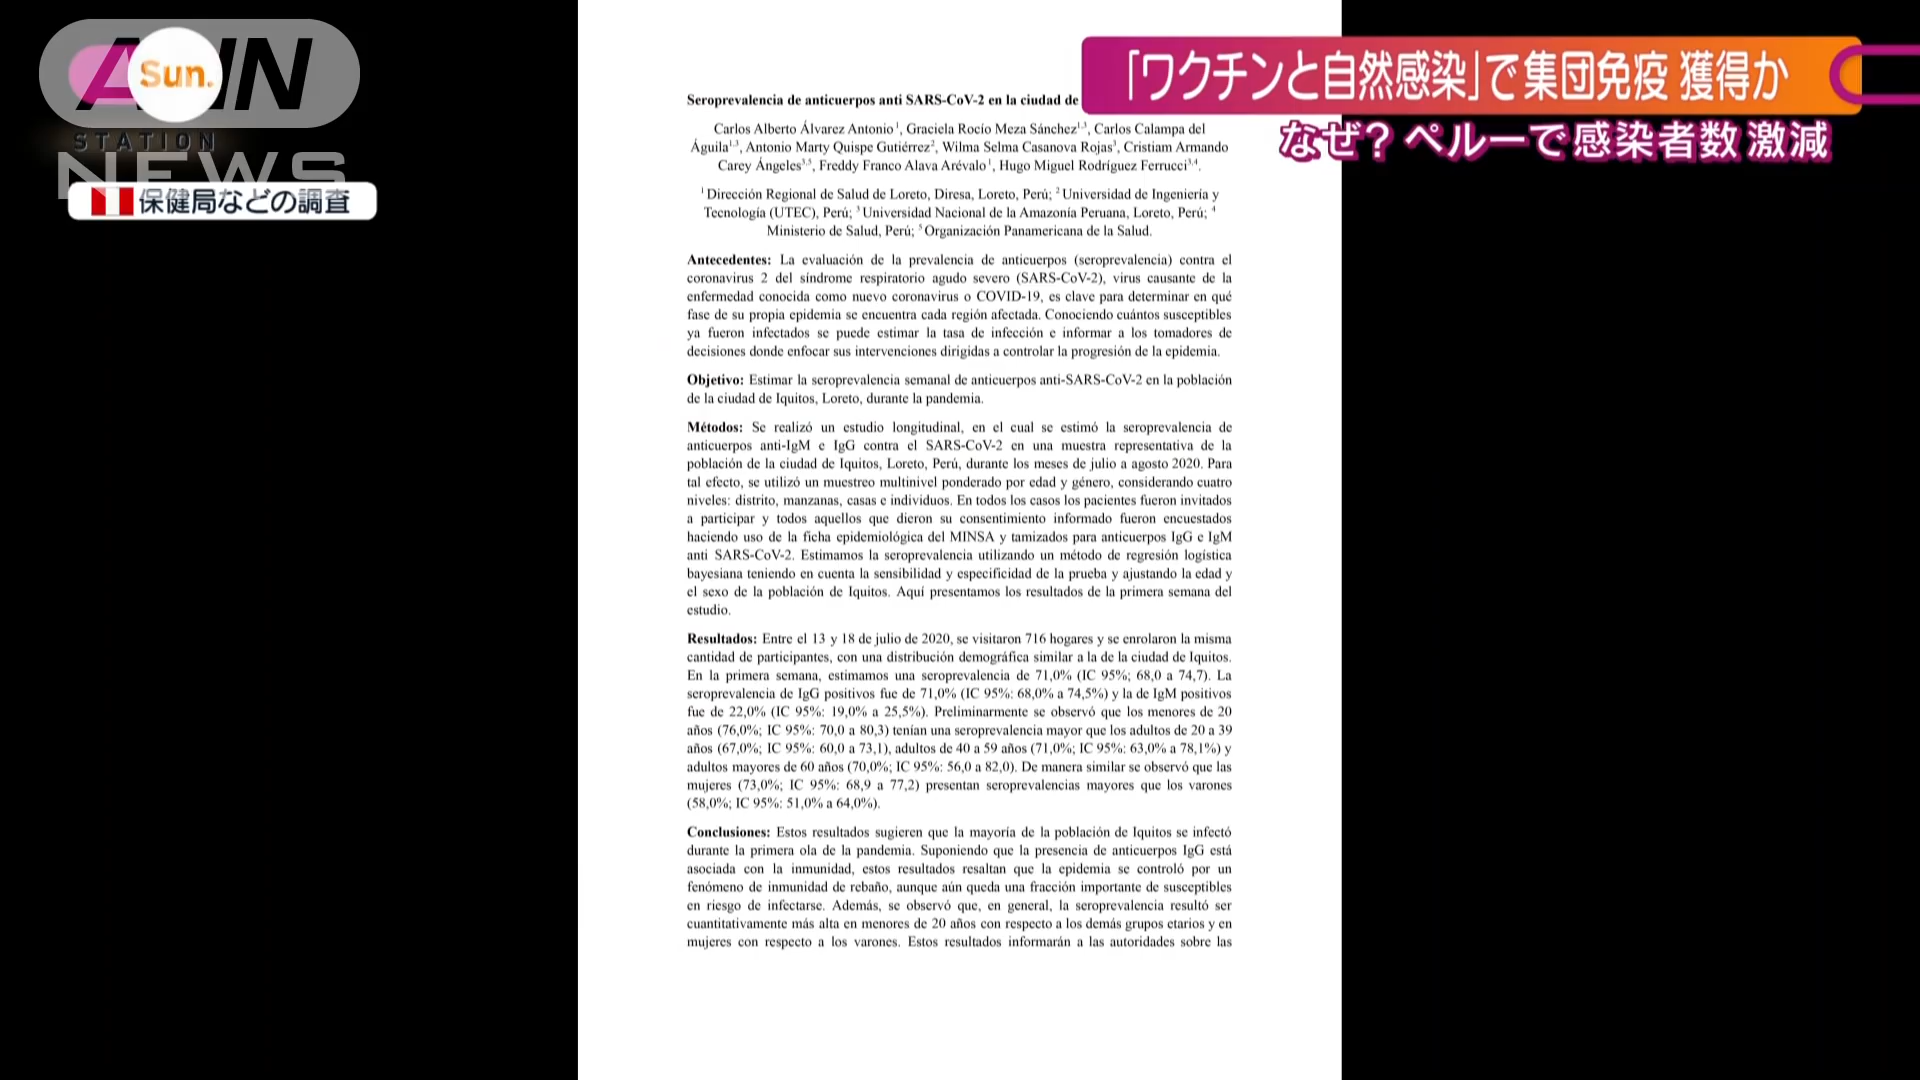 ANN
Sun.
STATION
NEWS
保健局などの調査
「ワクチンと自然感染」で集団免疫 獲得か
なぜ？ ペルーで感染者数 激減
Seroprevalencia de anticuerpos anti SARS-CoV-2 en la ciudad de
Carlos Alberto Álvarez Antonio¹, Graciela Rocío Meza Sánchez¹,³, Carlos Calampa del
Águila¹,³, Antonio Marty Quispe Gutiérrez², Wilma Selma Casanova Rojas³, Cristiam Armando
Carey Ángeles³,⁵, Freddy Franco Alava Arévalo¹, Hugo Miguel Rodríguez Ferrucci³,⁴.
¹ Dirección Regional de Salud de Loreto, Diresa, Loreto, Perú; ² Universidad de Ingeniería y
Tecnología (UTEC), Perú; ³ Universidad Nacional de la Amazonía Peruana, Loreto, Perú; ⁴
Ministerio de Salud, Perú; ⁵ Organización Panamericana de la Salud.
Antecedentes: La evaluación de la prevalencia de anticuerpos (seroprevalencia) contra el
coronavirus 2 del síndrome respiratorio agudo severo (SARS-CoV-2), virus causante de la
enfermedad conocida como nuevo coronavirus o COVID-19, es clave para determinar en qué
fase de su propia epidemia se encuentra cada región afectada. Conociendo cuántos susceptibles
ya fueron infectados se puede estimar la tasa de infección e informar a los tomadores de
decisiones donde enfocar sus intervenciones dirigidas a controlar la progresión de la epidemia.
Objetivo: Estimar la seroprevalencia semanal de anticuerpos anti-SARS-CoV-2 en la población
de la ciudad de Iquitos, Loreto, durante la pandemia.
Métodos: Se realizó un estudio longitudinal, en el cual se estimó la seroprevalencia de
anticuerpos anti-IgM e IgG contra el SARS-CoV-2 en una muestra representativa de la
población de la ciudad de Iquitos, Loreto, Perú, durante los meses de julio a agosto 2020. Para
tal efecto, se utilizó un muestreo multinivel ponderado por edad y género, considerando cuatro
niveles: distrito, manzanas, casas e individuos. En todos los casos los pacientes fueron invitados
a participar y todos aquellos que dieron su consentimiento informado fueron encuestados
haciendo uso de la ficha epidemiológica del MINSA y tamizados para anticuerpos IgG e IgM
anti SARS-CoV-2. Estimamos la seroprevalencia utilizando un método de regresión logística
bayesiana teniendo en cuenta la sensibilidad y especificidad de la prueba y ajustando la edad y
el sexo de la población de Iquitos. Aquí presentamos los resultados de la primera semana del
estudio.
Resultados: Entre el 13 y 18 de julio de 2020, se visitaron 716 hogares y se enrolaron la misma
cantidad de participantes, con una distribución demográfica similar a la de la ciudad de Iquitos.
En la primera semana, estimamos una seroprevalencia de 71,0% (IC 95%; 68,0 a 74,7). La
seroprevalencia de IgG positivos fue de 71,0% (IC 95%: 68,0% a 74,5%) y la de IgM positivos
fue de 22,0% (IC 95%: 19,0% a 25,5%). Preliminarmente se observó que los menores de 20
años (76,0%; IC 95%: 70,0 a 80,3) tenían una seroprevalencia mayor que los adultos de 20 a 39
años (67,0%; IC 95%: 60,0 a 73,1), adultos de 40 a 59 años (71,0%; IC 95%: 63,0% a 78,1%) y
adultos mayores de 60 años (70,0%; IC 95%: 56,0 a 82,0). De manera similar se observó que las
mujeres (73,0%; IC 95%: 68,9 a 77,2) presentan seroprevalencias mayores que los varones
(58,0%; IC 95%: 51,0% a 64,0%).
Conclusiones: Estos resultados sugieren que la mayoría de la población de Iquitos se infectó
durante la primera ola de la pandemia. Suponiendo que la presencia de anticuerpos IgG está
asociada con la inmunidad, estos resultados resaltan que la epidemia se controló por un
fenómeno de inmunidad de rebaño, aunque aún queda una fracción importante de susceptibles
en riesgo de infectarse. Además, se observó que, en general, la seroprevalencia resultó ser
cuantitativamente más alta en menores de 20 años con respecto a los demás grupos etarios y en
mujeres con respecto a los varones. Estos resultados informarán a las autoridades sobre las